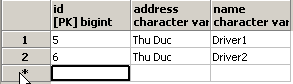 id address name
[PK] bigint character var character var
1 5 Thu Duc Driver1
2 6 Thu Duc Driver2
*